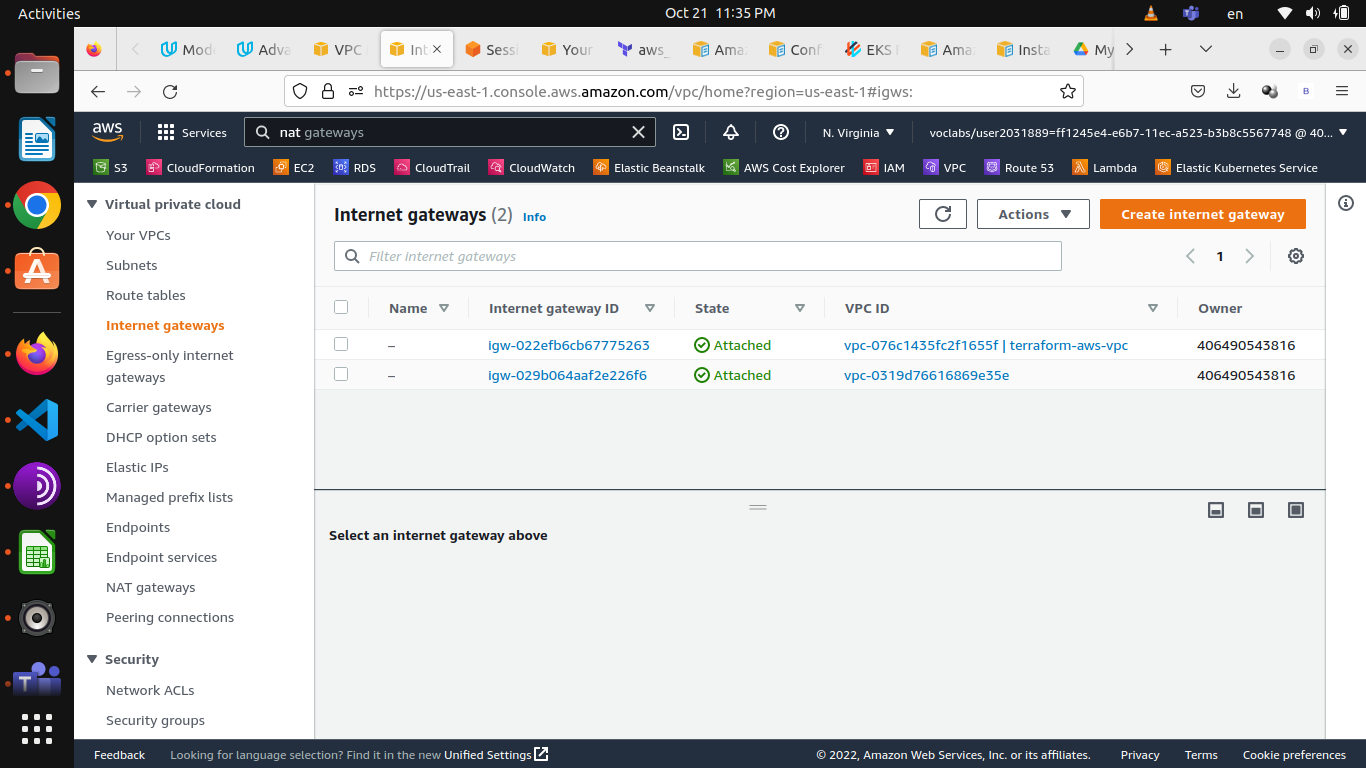 Activities
Oct 21 11:35 PM
en
Mod
Adva
VPC
Int
Sessi
Your
aws_
Amaz
Conf
EKS
Amaz
Insta
My
https://us-east-1.console.aws.amazon.com/vpc/home?region=us-east-1#igws:
B
aws
Services
nat gateways
N. Virginia
voclabs/user2031889=ff1245e4-e6b7-11ec-a523-b3b8c5567748 @ 40...
S3
CloudFormation
EC2
RDS
CloudTrail
CloudWatch
Elastic Beanstalk
AWS Cost Explorer
IAM
VPC
Route 53
Lambda
Elastic Kubernetes Service
Virtual private cloud
Your VPCs
Subnets
Route tables
Internet gateways
Egress-only internet
gateways
Carrier gateways
DHCP option sets
Elastic IPs
Managed prefix lists
Endpoints
Endpoint services
NAT gateways
Peering connections
Security
Network ACLs
Security groups
Internet gateways (2) Info
Actions
Create internet gateway
Filter internet gateways
1
Name Internet gateway ID State VPC ID Owner
– igw-022efb6cb67775263 Attached vpc-076c1435fc2f1655f | terraform-aws-vpc 406490543816
– igw-029b064aaf2e226f6 Attached vpc-0319d76616869e35e 406490543816
Select an internet gateway above
Feedback
Looking for language selection? Find it in the new Unified Settings
© 2022, Amazon Web Services, Inc. or its affiliates.
Privacy
Terms
Cookie preferences